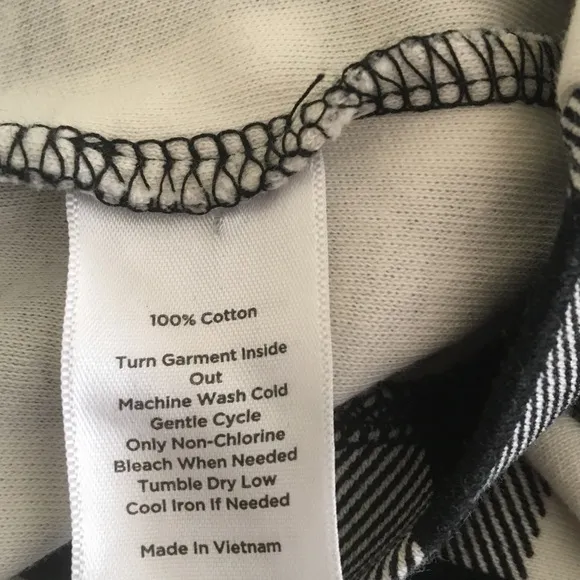 100% Cotton
Turn Garment Inside
Out
Machine Wash Cold
Gentle Cycle
Only Non-Chlorine
Bleach When Needed
Tumble Dry Low
Cool Iron If Needed
Made In Vietnam